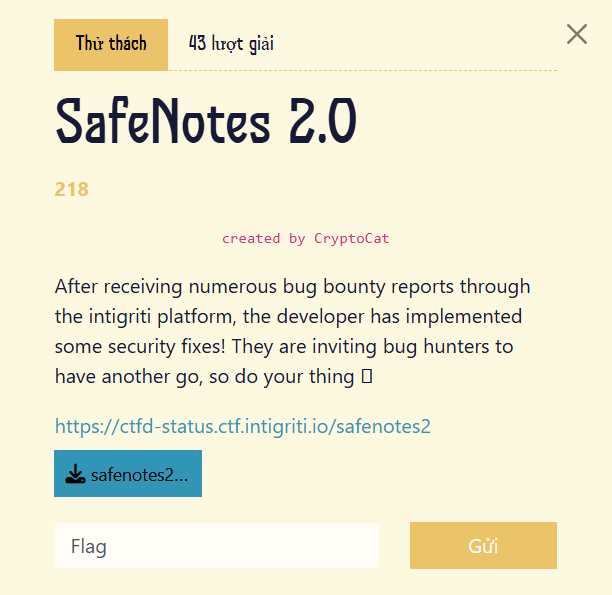 Thử thách
43 lượt giải
SafeNotes 2.0
218
created by CryptoCat
After receiving numerous bug bounty reports through
the intigriti platform, the developer has implemented
some security fixes! They are inviting bug hunters to
have another go, so do your thing
https://ctfd-status.ctf.intigriti.io/safenotes2
safenotes2...
Flag
Gửi